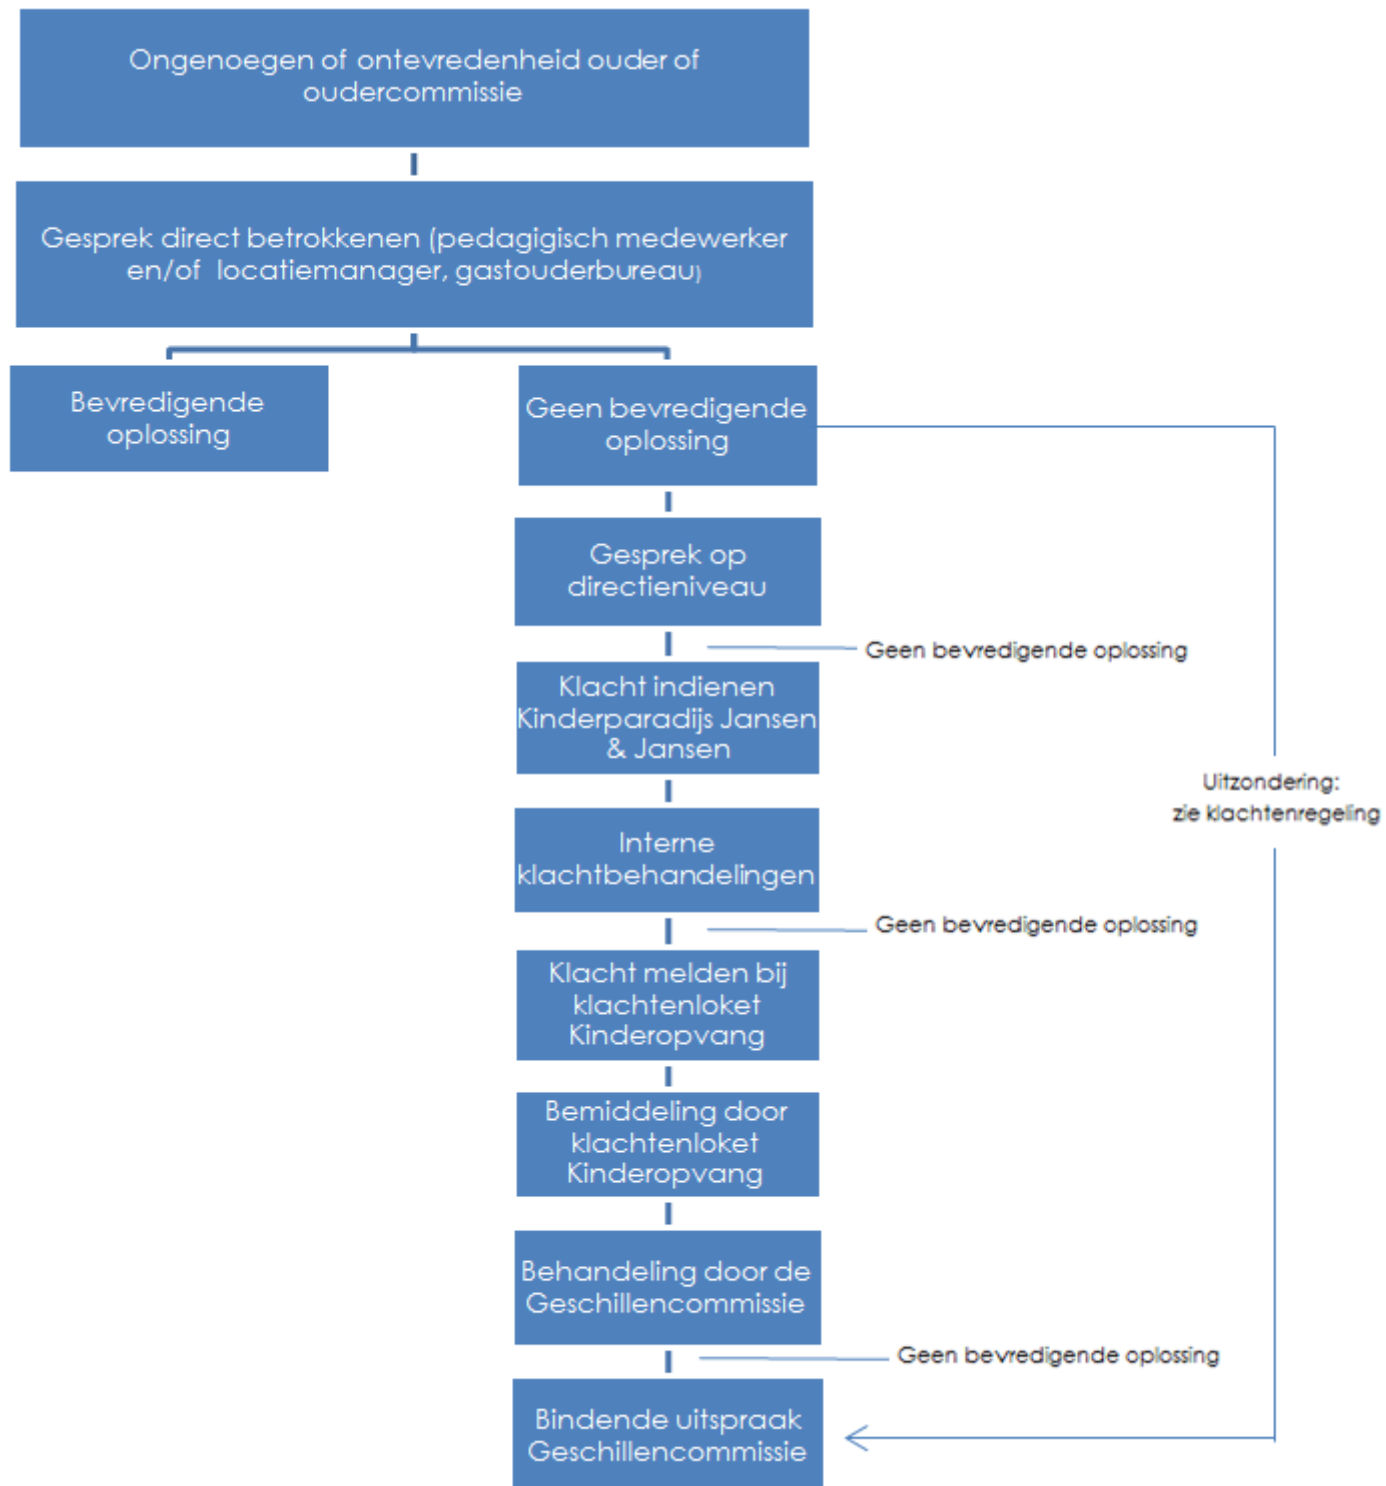 Ongenoegen of ontevredenheid ouder of
oudercommissie
Gesprek direct betrokkenen (pedagigisch medewerker
en/of locatiemanager, gastouderbureau)
Bevredigende
oplossing
Geen bevredigende
oplossing
Gesprek op
directieniveau
Geen bevredigende oplossing
Klacht indienen
Kinderparadijs Jansen
& Jansen
Uitzondering:
zie klachtenregeling
Interne
klachtbehandelingen
Geen bevredigende oplossing
Klacht melden bij
klachtenloket
Kinderopvang
Bemiddeling door
klachtenloket
Kinderopvang
Behandeling door de
Geschillencommissie
Geen bevredigende oplossing
Bindende uitspraak
Geschillencommissie